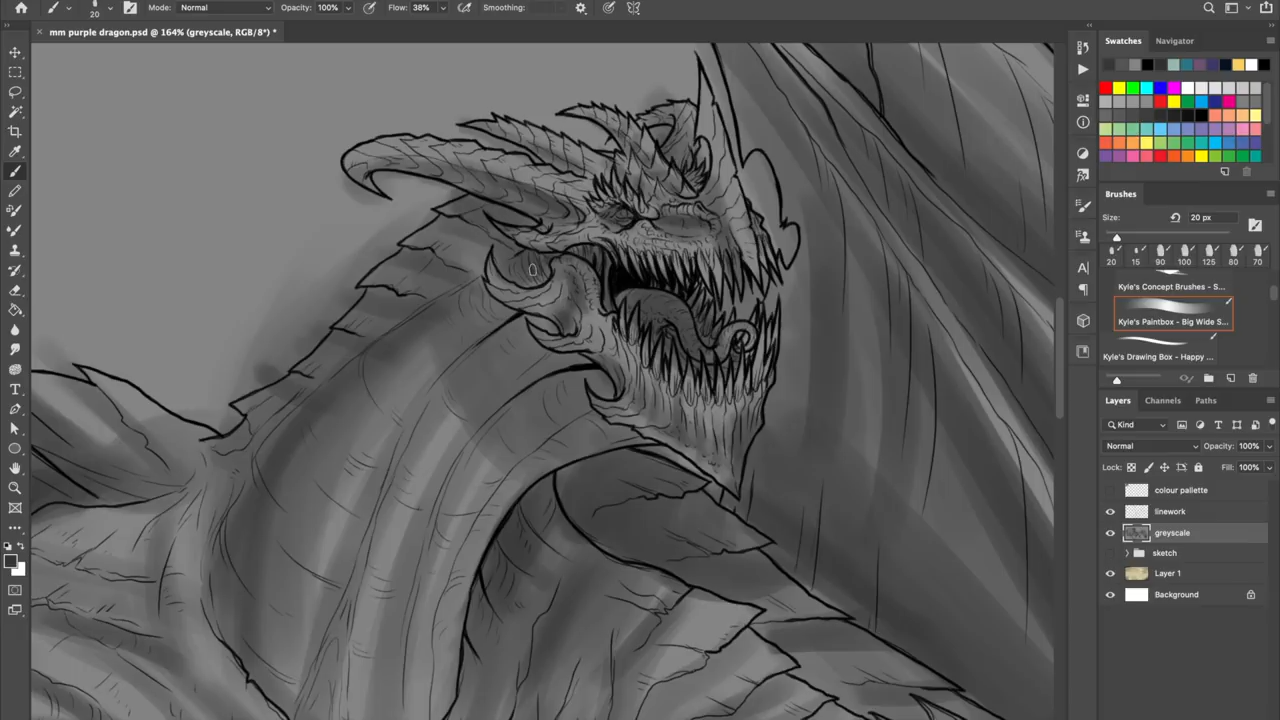 20
Mode: Normal
Opacity: 100%
Flow: 38%
Smoothing:
× mm purple dragon.psd @ 164% (greyscale, RGB/8*) *
Swatches
Navigator
Brushes
Size:
20 px
20 15 90 100 80 70
Kyle's Concept Brushes - S...
Kyle's Paintbox - Big Wide S...
Kyle's Drawing Box - Happy ...
Layers
Channels
Paths
Kind
Normal
Opacity: 100%
Lock:
Fill: 100%
colour pallette
linework
greyscale
sketch
Layer 1
Background